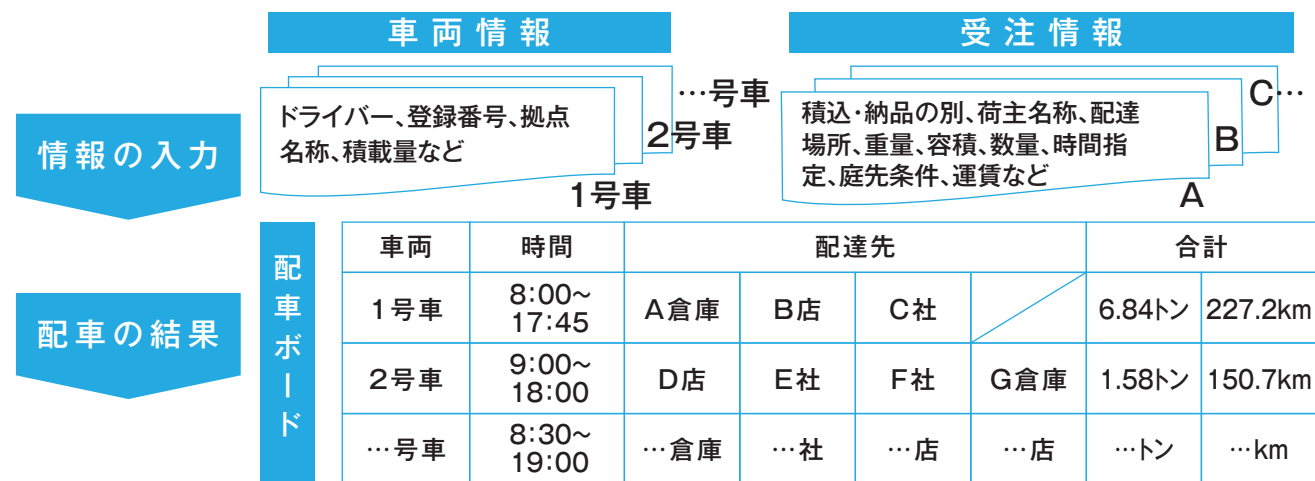 車両情報
受注情報
情報の入力
ドライバー、登録番号、拠点
名称、積載量など
…号車
2号車
1号車
積込・納品の別、荷主名称、配達
場所、重量、容積、数量、時間指
定、庭先条件、運賃など
C…
B
A
配車の結果
配車ボード
車両 時間 配達先 合計
1号車 8:00~ A倉庫 B店 C社 6.84トン 227.2km
17:45
2号車 9:00~ D店 E社 F社 G倉庫 1.58トン 150.7km
18:00
…号車 8:30~ …倉庫 …社 …店 …店 …トン …km
19:00